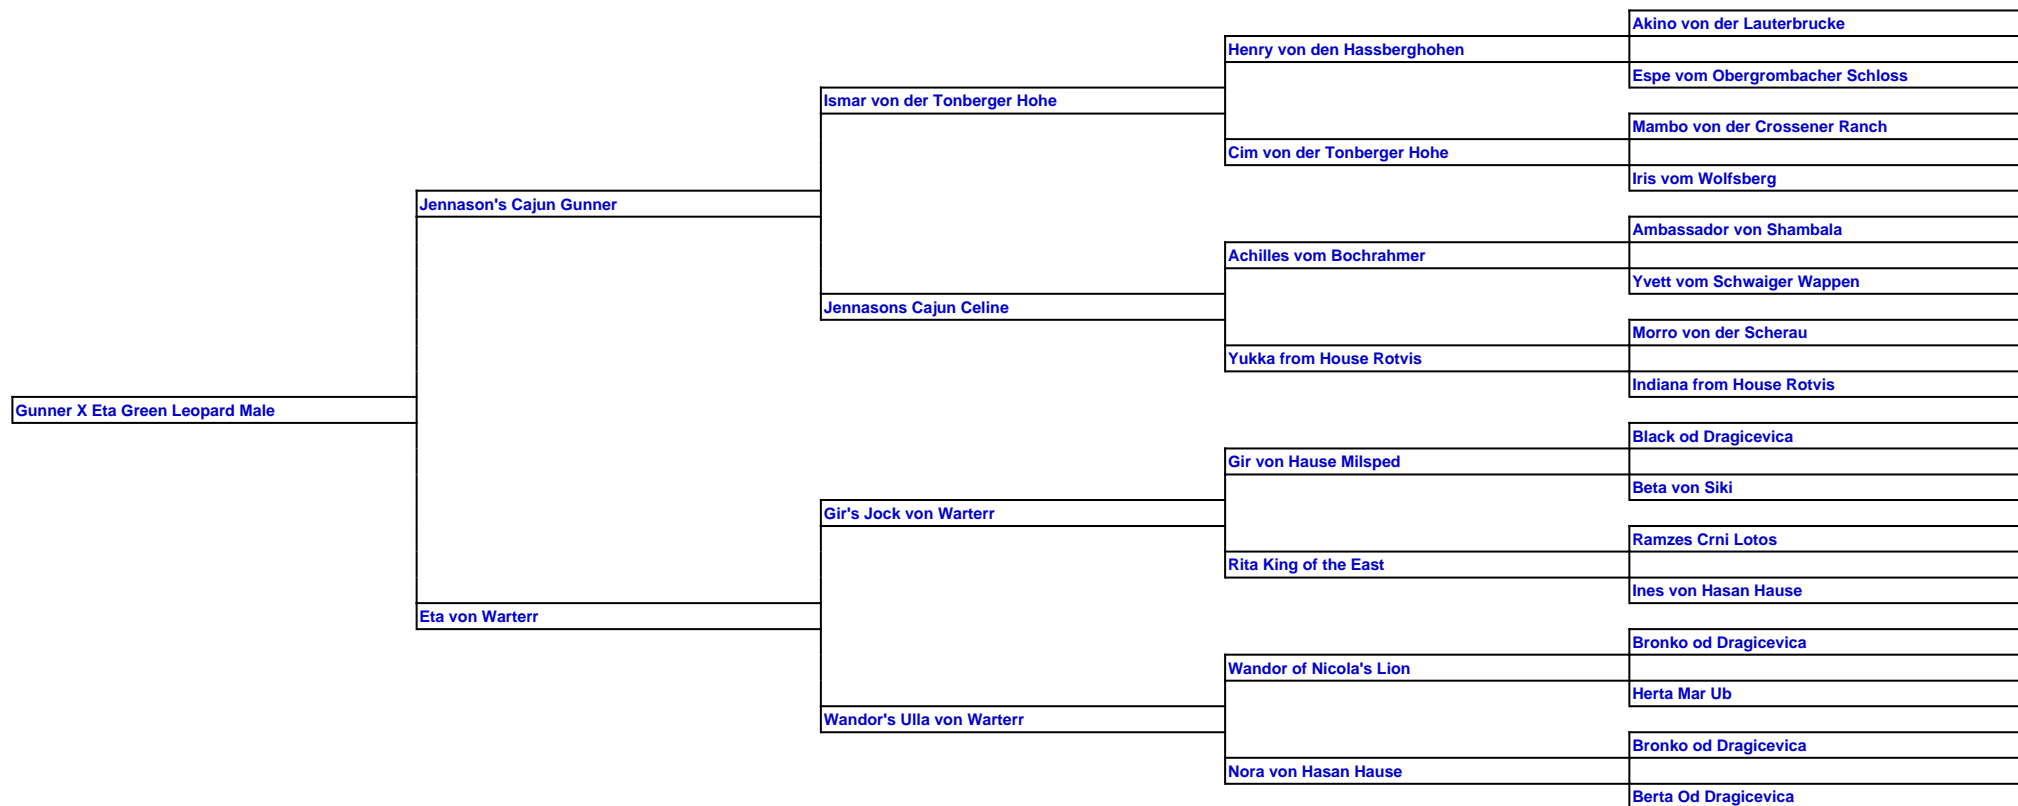 Akino von der Lauterbrucke
Henry von den Hassberghohen
Espe vom Obergrombacher Schloss
Ismar von der Tonberger Hohe
Mambo von der Crossener Ranch
Cim von der Tonberger Hohe
Iris vom Wolfsberg
Jennason's Cajun Gunner
Ambassador von Shambala
Achilles vom Bochrahmer
Yvett vom Schwaiger Wappen
Jennasons Cajun Celine
Morro von der Scherau
Yukka from House Rotvis
Indiana from House Rotvis
Gunner X Eta Green Leopard Male
Black od Dragicevica
Gir von Hause Milsped
Beta von Siki
Gir's Jock von Warterr
Ramzes Crni Lotos
Rita King of the East
Ines von Hasan Hause
Eta von Warterr
Bronko od Dragicevica
Wandor of Nicola's Lion
Herta Mar Ub
Wandor's Ulla von Warterr
Bronko od Dragicevica
Nora von Hasan Hause
Berta Od Dragicevica